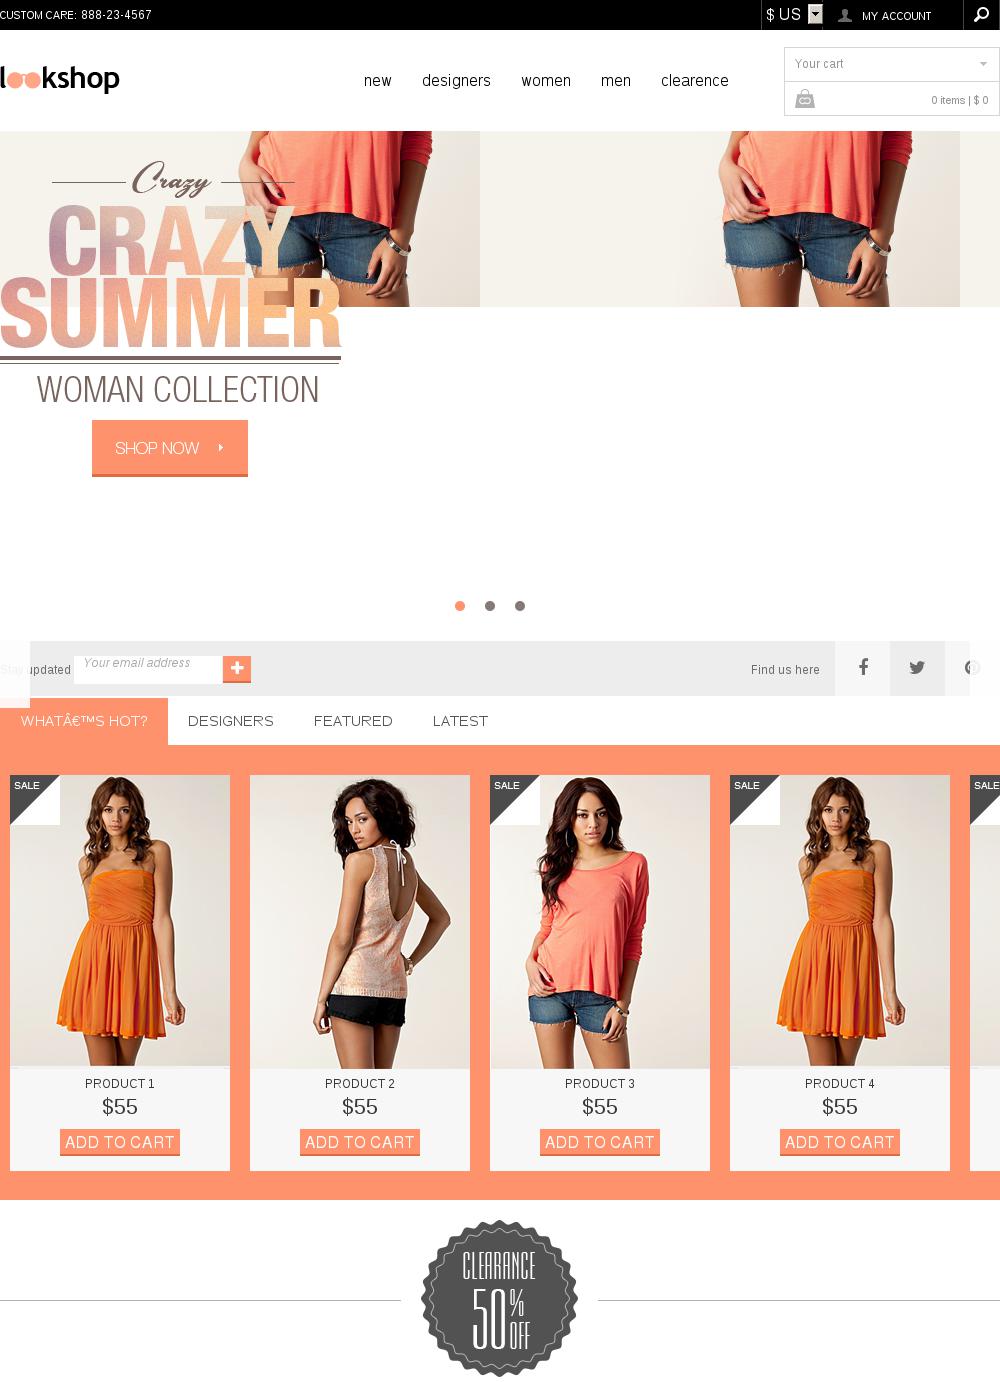 CUSTOM CARE: 888-23-4567
$ US
MY ACCOUNT
lookshop
new
designers
women
men
clearence
Your cart
0 items | $ 0
Crazy
CRAZY
SUMMER
WOMAN COLLECTION
SHOP NOW
Stay updated
Your email address
Find us here
WHATÂ€™S HOT?
DESIGNERS
FEATURED
LATEST
SALE
SALE
SALE
SALE
PRODUCT 1
PRODUCT 2
PRODUCT 3
PRODUCT 4
$55
$55
$55
$55
ADD TO CART
ADD TO CART
ADD TO CART
ADD TO CART
CLEARANCE
50%
OFF